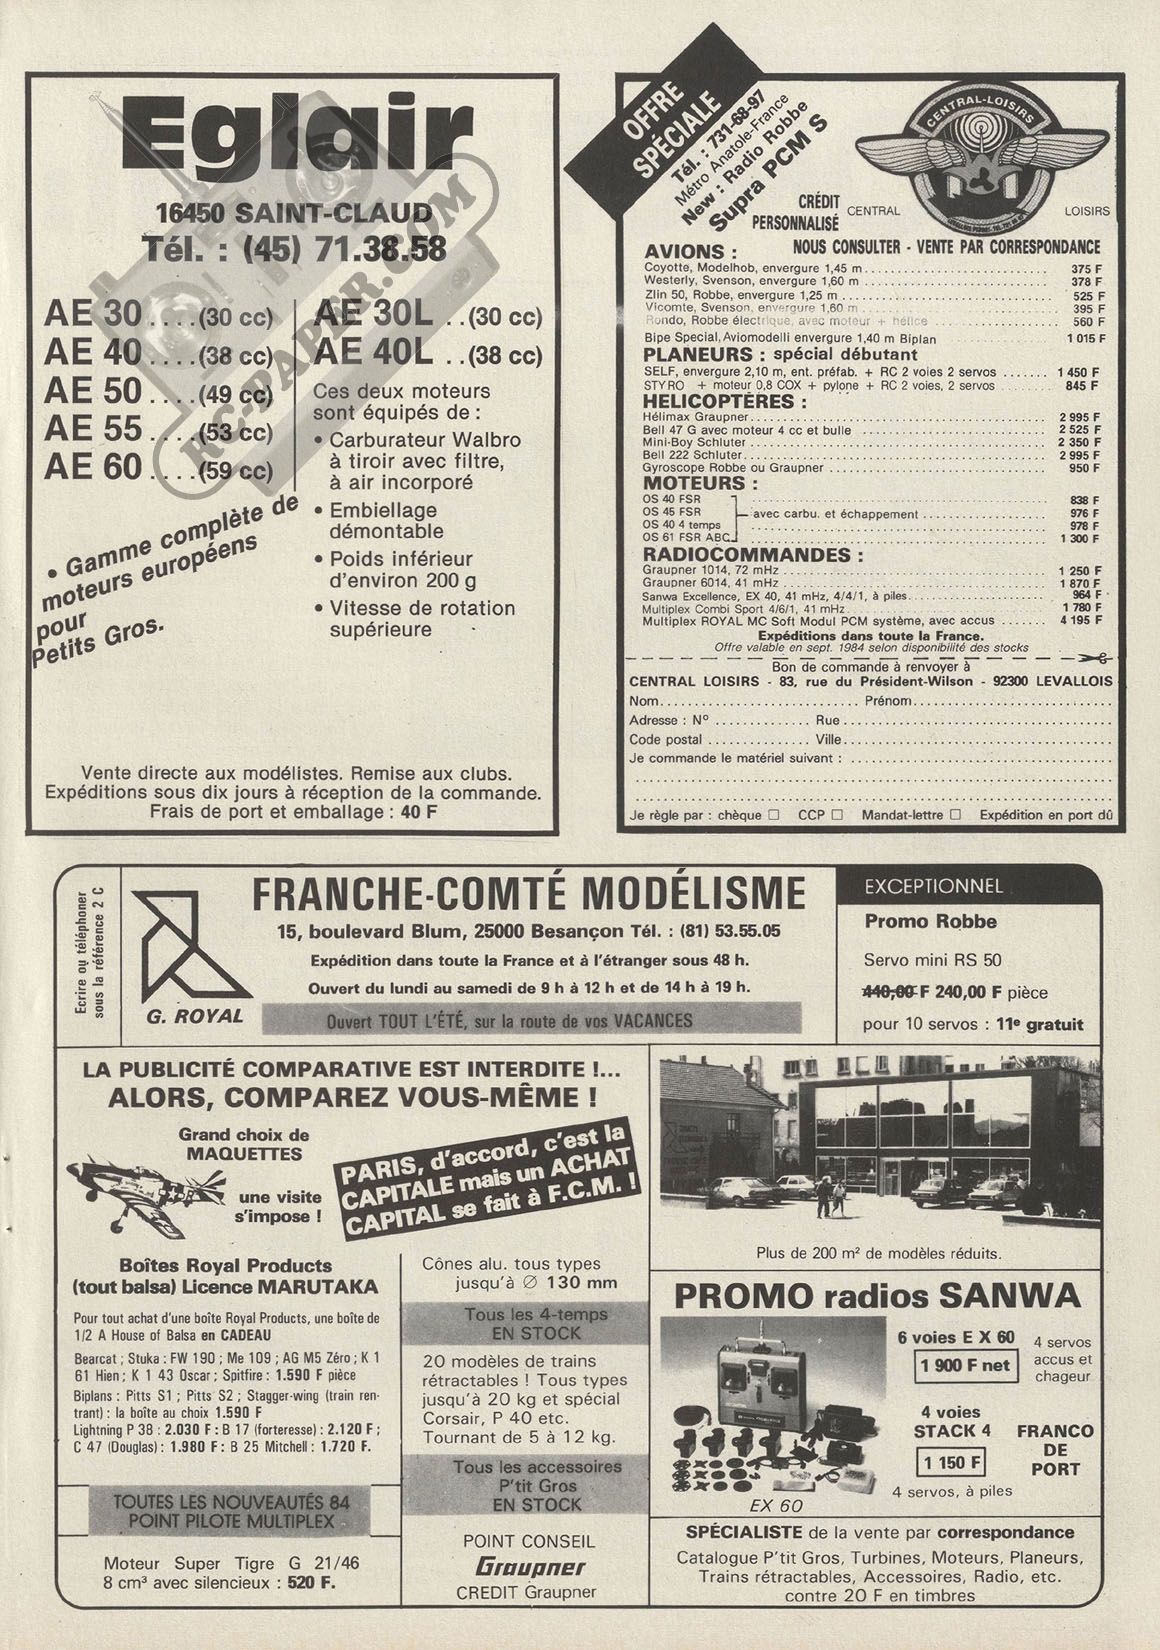 Eglair
16450 SAINT-CLAUD
Tél. : (45) 71.38.58
AE 30 .... (30 cc)
AE 40 .... (38 cc)
AE 50 .... (49 cc)
AE 55 .... (53 cc)
AE 60 .... (59 cc)
• Gamme complète de
moteurs européens
pour
Petits Gros.
AE 30L .. (30 cc)
AE 40L .. (38 cc)
Ces deux moteurs
sont équipés de :
• Carburateur Walbro
à tiroir avec filtre,
à air incorporé
• Embiellage
démontable
• Poids inférieur
d'environ 200 g
• Vitesse de rotation
supérieure
Vente directe aux modélistes. Remise aux clubs.
Expéditions sous dix jours à réception de la commande.
Frais de port et emballage : 40 F
RC-PAPER.COM
OFFRE
SPÉCIALE
Tél. : 731-68-97
Métro Anatole-France
New : Radio Robbe
Supra PCM S
CENTRAL-LOISIRS
CRÉDIT
PERSONNALISÉ
CENTRAL LOISIRS
NOUS CONSULTER - VENTE PAR CORRESPONDANCE
AVIONS :
Coyotte, Modelhob, envergure 1,45 m ... 375 F
Westerly, Svenson, envergure 1,60 m ... 378 F
Zlin 50, Robbe, envergure 1,25 m ... 525 F
Vicomte, Svenson, envergure 1,60 m ... 395 F
Rondo, Robbe électrique, avec moteur + hélice ... 560 F
Bipe Special, Aviomodelli envergure 1,40 m Biplan ... 1 015 F
PLANEURS : spécial débutant
SELF, envergure 2,10 m, ent. préfab. + RC 2 voies 2 servos ... 1 450 F
STYRO + moteur 0,8 COX + pylone + RC 2 voies, 2 servos ... 845 F
HELICOPTÈRES :
Hélimax Graupner ... 2 995 F
Bell 47 G avec moteur 4 cc et bulle ... 2 525 F
Mini-Boy Schluter ... 2 350 F
Bell 222 Schluter ... 2 995 F
Gyroscope Robbe ou Graupner ... 950 F
MOTEURS :
OS 40 FSR ... 838 F
OS 45 FSR avec carbu. et échappement ... 976 F
OS 40 4 temps ... 978 F
OS 61 FSR ABC ... 1 300 F
RADIOCOMMANDES :
Graupner 1014, 72 mHz ... 1 250 F
Graupner 6014, 41 mHz ... 1 870 F
Sanwa Excellence, EX 40, 41 mHz, 4/4/1, à piles ... 964 F
Multiplex Combi Sport 4/6/1, 41 mHz ... 1 780 F
Multiplex ROYAL MC Soft Modul PCM système, avec accus ... 4 195 F
Expéditions dans toute la France.
Offre valable en sept. 1984 selon disponibilité des stocks
Bon de commande à renvoyer à
CENTRAL LOISIRS - 83, rue du Président-Wilson - 92300 LEVALLOIS
Nom ... Prénom ...
Adresse : N° ... Rue ...
Code postal ... Ville ...
Je commande le matériel suivant : ...
Je règle par : chèque □ CCP □ Mandat-lettre □ Expédition en port dû
Ecrire ou téléphoner
sous la référence 2 C
G. ROYAL
FRANCHE-COMTÉ MODÉLISME
15, boulevard Blum, 25000 Besançon Tél. : (81) 53.55.05
Expédition dans toute la France et à l'étranger sous 48 h.
Ouvert du lundi au samedi de 9 h à 12 h et de 14 h à 19 h.
Ouvert TOUT L'ÉTÉ, sur la route de vos VACANCES
EXCEPTIONNEL
Promo Robbe
Servo mini RS 50
440,00 F 240,00 F pièce
pour 10 servos : 11e gratuit
LA PUBLICITÉ COMPARATIVE EST INTERDITE !...
ALORS, COMPAREZ VOUS-MÊME !
Grand choix de
MAQUETTES
une visite
s'impose !
PARIS, d'accord, c'est la
CAPITALE mais un ACHAT
CAPITAL se fait à F.C.M. !
Boîtes Royal Products
(tout balsa) Licence MARUTAKA
Pour tout achat d'une boîte Royal Products, une boîte de
1/2 A House of Balsa en CADEAU
Bearcat ; Stuka : FW 190 ; Me 109 ; AG M5 Zéro ; K 1
61 Hien ; K 1 43 Oscar ; Spitfire : 1.590 F pièce
Biplans : Pitts S1 ; Pitts S2 ; Stagger-wing (train ren-
trant) : la boîte au choix 1.590 F
Lightning P 38 : 2.030 F : B 17 (forteresse) : 2.120 F ;
C 47 (Douglas) : 1.980 F : B 25 Mitchell : 1.720 F.
TOUTES LES NOUVEAUTÉS 84
POINT PILOTE MULTIPLEX
Moteur Super Tigre G 21/46
8 cm³ avec silencieux : 520 F.
Cônes alu. tous types
jusqu'à ∅ 130 mm
Tous les 4-temps
EN STOCK
20 modèles de trains
rétractables ! Tous types
jusqu'à 20 kg et spécial
Corsair, P 40 etc.
Tournant de 5 à 12 kg.
Tous les accessoires
P'tit Gros
EN STOCK
POINT CONSEIL
Graupner
CREDIT Graupner
Plus de 200 m² de modèles réduits.
PROMO radios SANWA
6 voies E X 60
1 900 F net
4 servos
accus et
chageur
4 voies
STACK 4
1 150 F
4 servos, à piles
FRANCO
DE
PORT
EX 60
SPÉCIALISTE de la vente par correspondance
Catalogue P'tit Gros, Turbines, Moteurs, Planeurs,
Trains rétractables, Accessoires, Radio, etc.
contre 20 F en timbres